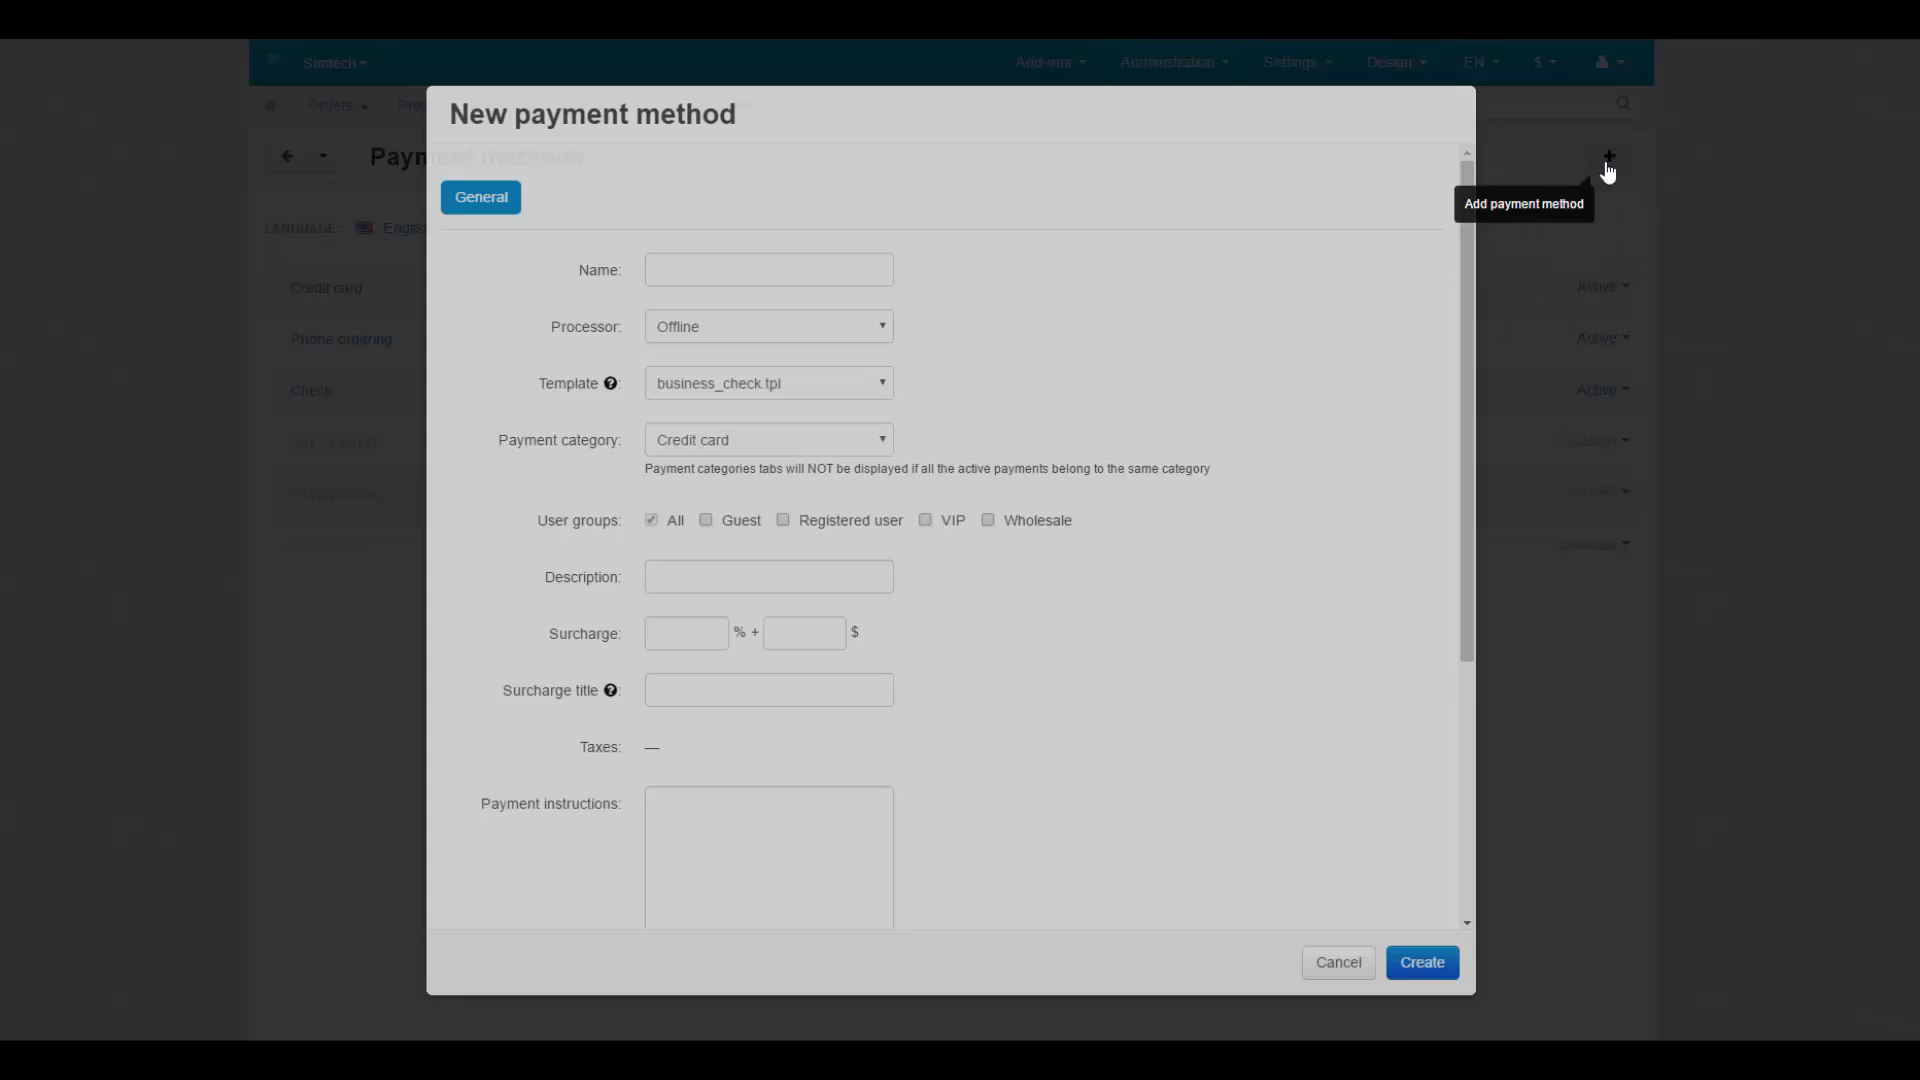 Simtech
Add-ons
Administration
Settings
Design
EN
$
Orders
New payment method
Payment methods
General
Add payment method
LANGUAGE:
Name:
Credit card
Active
Processor: Offline
Phone ordering
Active
Template ?: business_check.tpl
Check
Active
Payment category: Credit card
Payment categories tabs will NOT be displayed if all the active payments belong to the same category
User groups: All Guest Registered user VIP Wholesale
Description:
Surcharge: % + $
Surcharge title ?:
Taxes: —
Payment instructions:
Cancel
Create